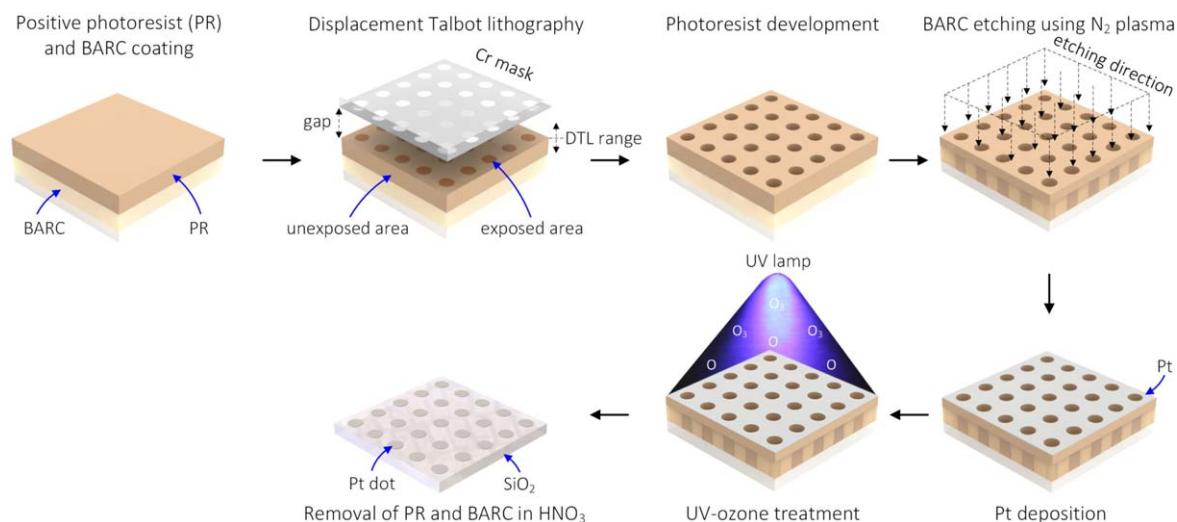 Positive photoresist (PR)
and BARC coating
BARC
PR
Displacement Talbot lithography
Cr mask
gap
DTL range
unexposed area
exposed area
Photoresist development
BARC etching using N₂ plasma
etching direction
Pt
Pt deposition
UV lamp
O₃
O₃
O₃
O
O
O
UV-ozone treatment
Pt dot
SiO₂
Removal of PR and BARC in HNO₃